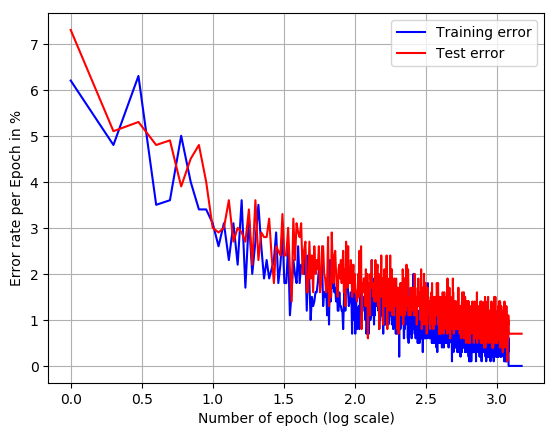 Training error
Test error
Error rate per Epoch in %
7
6
5
4
3
2
1
0
0.0 0.5 1.0 1.5 2.0 2.5 3.0
Number of epoch (log scale)